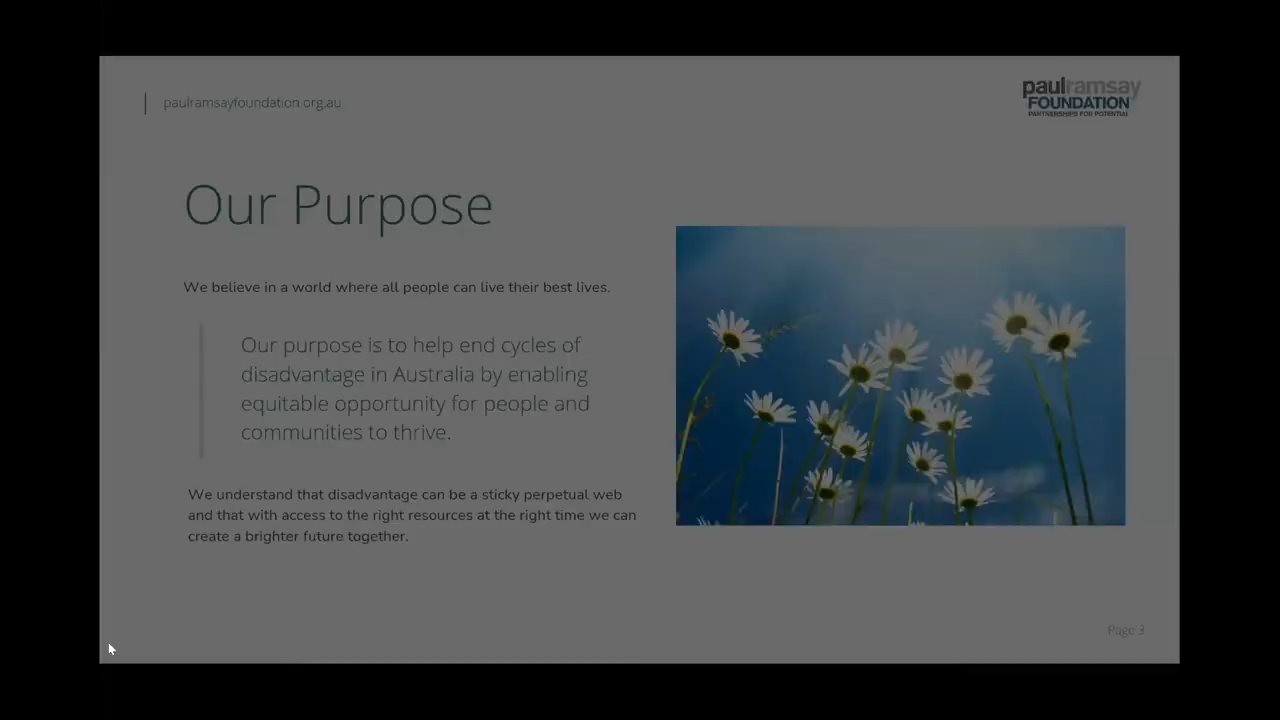 paulramsayfoundation.org.au
paulramsay
FOUNDATION
PARTNERSHIPS FOR POTENTIAL
Our Purpose
We believe in a world where all people can live their best lives.
Our purpose is to help end cycles of
disadvantage in Australia by enabling
equitable opportunity for people and
communities to thrive.
We understand that disadvantage can be a sticky perpetual web
and that with access to the right resources at the right time we can
create a brighter future together.
Page 3